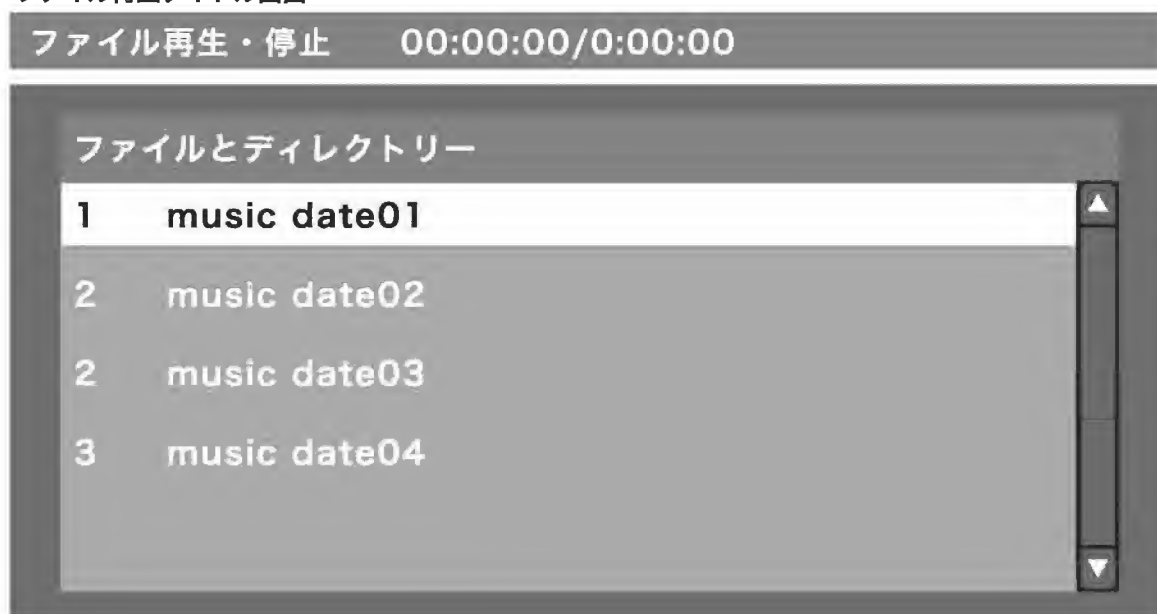 ファイル再生・停止 00:00:00/0:00:00
ファイルとディレクトリー
1 music date01
2 music date02
2 music date03
3 music date04